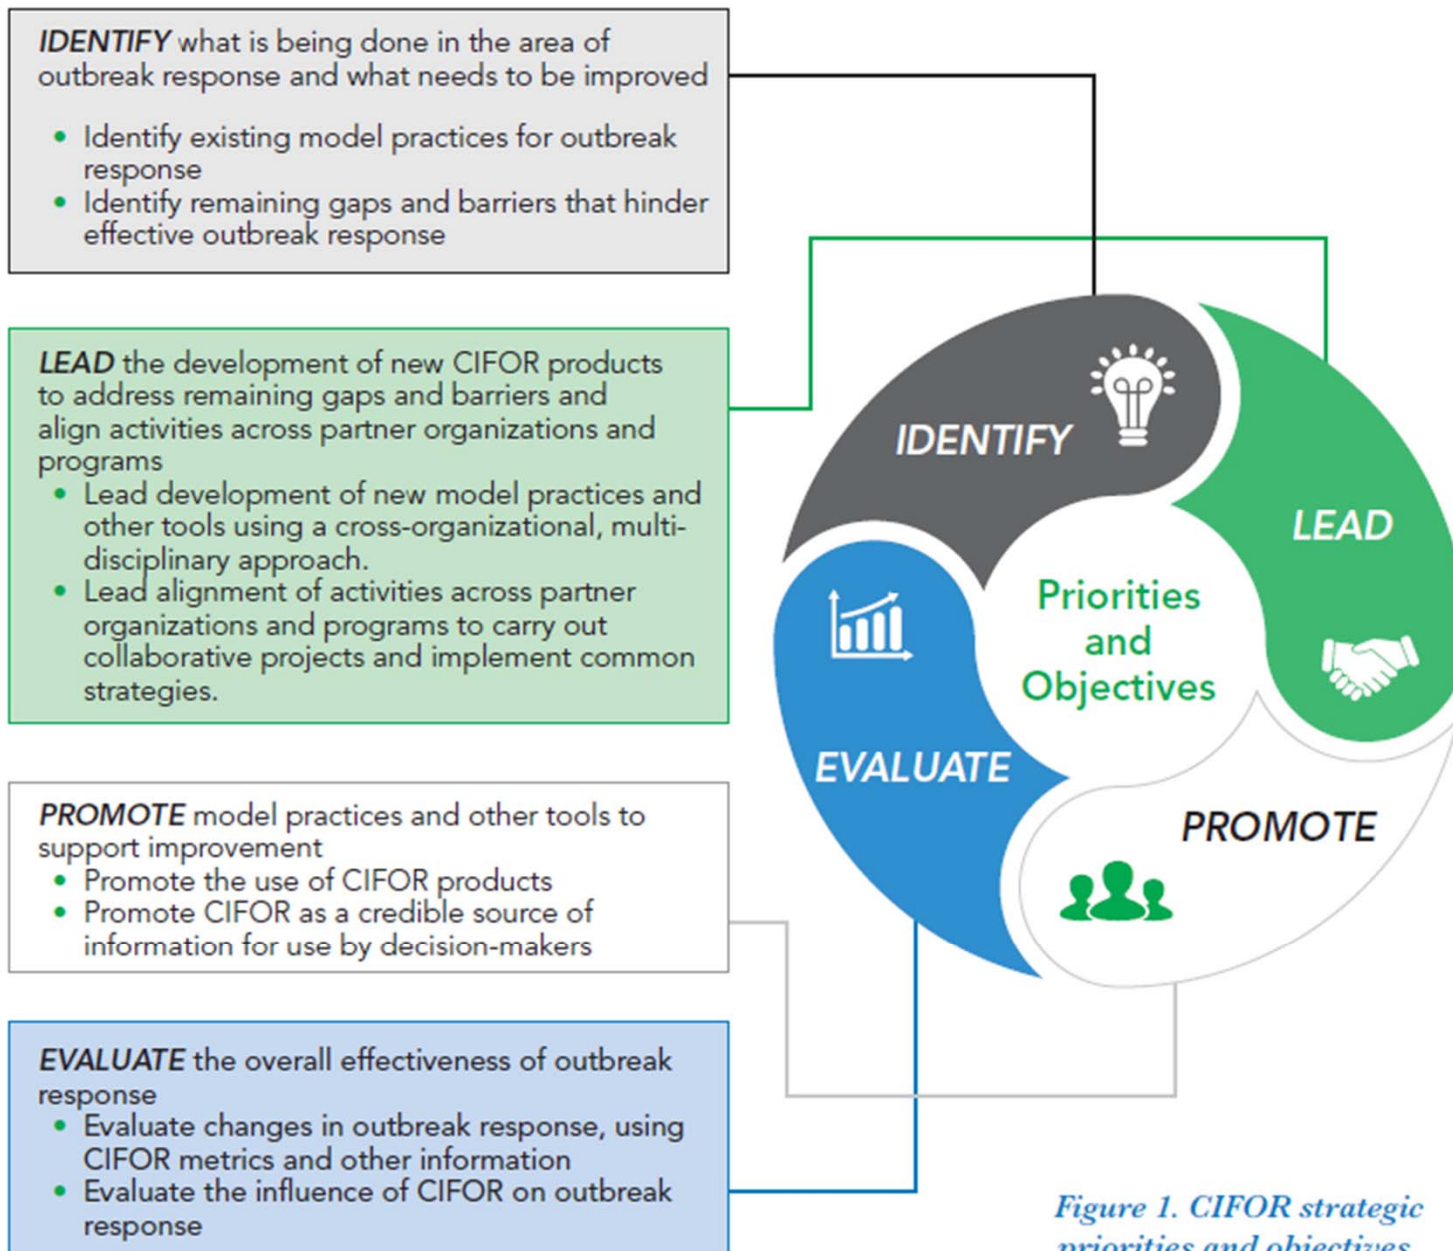 IDENTIFY what is being done in the area of
outbreak response and what needs to be improved
• Identify existing model practices for outbreak
response
• Identify remaining gaps and barriers that hinder
effective outbreak response
LEAD the development of new CIFOR products
to address remaining gaps and barriers and
align activities across partner organizations and
programs
• Lead development of new model practices and
other tools using a cross-organizational, multi-
disciplinary approach.
• Lead alignment of activities across partner
organizations and programs to carry out
collaborative projects and implement common
strategies.
PROMOTE model practices and other tools to
support improvement
• Promote the use of CIFOR products
• Promote CIFOR as a credible source of
information for use by decision-makers
EVALUATE the overall effectiveness of outbreak
response
• Evaluate changes in outbreak response, using
CIFOR metrics and other information
• Evaluate the influence of CIFOR on outbreak
response
IDENTIFY
LEAD
Priorities
and
Objectives
EVALUATE
PROMOTE
Figure 1. CIFOR strategic
priorities and objectives